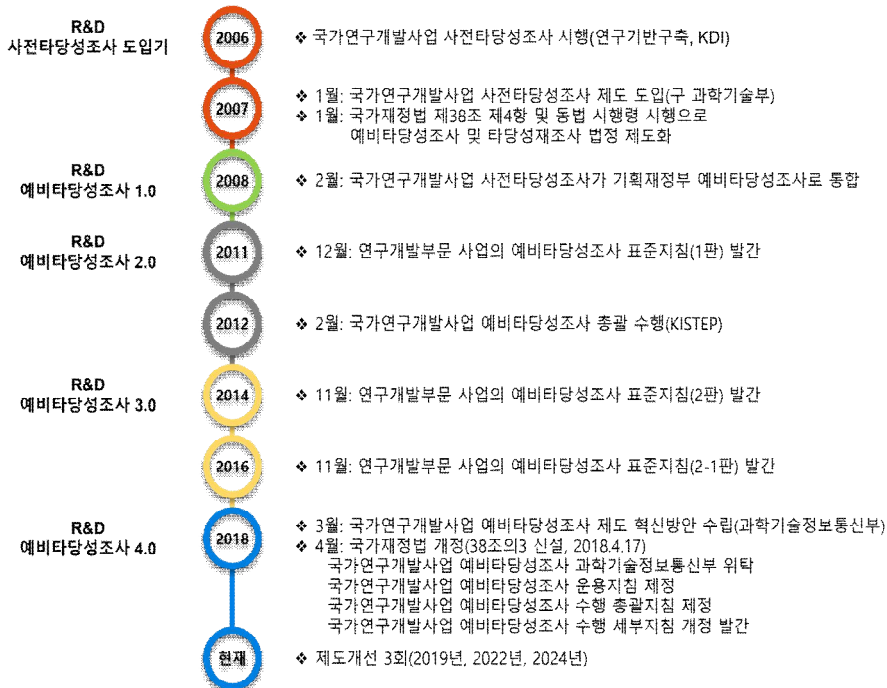 R&D
사전타당성조사 도입기
2006
❖ 국가연구개발사업 사전타당성조사 시행(연구기반구축, KDI)
2007
❖ 1월: 국가연구개발사업 사전타당성조사 제도 도입(구 과학기술부)
❖ 1월: 국가재정법 제38조 제4항 및 동법 시행령 시행으로
예비타당성조사 및 타당성재조사 법정 제도화
R&D
예비타당성조사 1.0
2008
❖ 2월: 국가연구개발사업 사전타당성조사가 기획재정부 예비타당성조사로 통합
R&D
예비타당성조사 2.0
2011
❖ 12월: 연구개발부문 사업의 예비타당성조사 표준지침(1판) 발간
2012
❖ 2월: 국가연구개발사업 예비타당성조사 총괄 수행(KISTEP)
R&D
예비타당성조사 3.0
2014
❖ 11월: 연구개발부문 사업의 예비타당성조사 표준지침(2판) 발간
2016
❖ 11월: 연구개발부문 사업의 예비타당성조사 표준지침(2-1판) 발간
R&D
예비타당성조사 4.0
2018
❖ 3월: 국가연구개발사업 예비타당성조사 제도 혁신방안 수립(과학기술정보통신부)
❖ 4월: 국가재정법 개정(38조의3 신설, 2018.4.17)
국가연구개발사업 예비타당성조사 과학기술정보통신부 위탁
국가연구개발사업 예비타당성조사 운용지침 제정
국가연구개발사업 예비타당성조사 수행 총괄지침 제정
국가연구개발사업 예비타당성조사 수행 세부지침 개정 발간
현재
❖ 제도개선 3회(2019년, 2022년, 2024년)